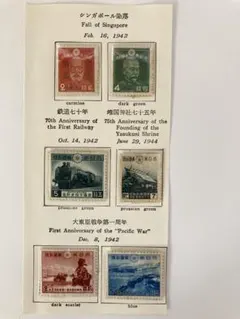 シンガポール陥落
Fall of Singapore
Feb. 16, 1942
carmine
dark green
鉄道七十年
70th Anniversary of
the First Railway
Oct. 14, 1942
靖国神社七十五年
75th Anniversary of the
Founding of the
Yasukuni Shrine
June 29, 1944
prussian green
prussian green
大東亜戦争第一周年
First Anniversary of the "Pacific War"
Dec. 8, 1942
dark scarlet
blue